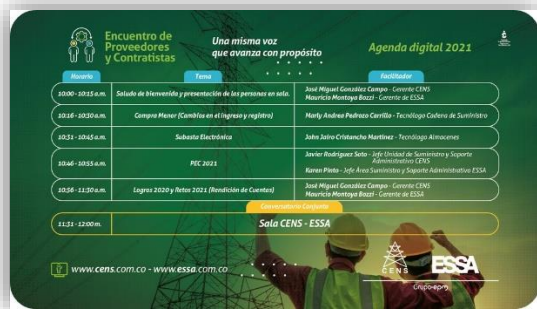 Encuentro de
Proveedores
y Contratistas
Una misma voz
que avanza con propósito
Agenda digital 2021
Horario
Tema
Facilitador
10:00 - 10:15 a.m.
Saludo de bienvenida y presentación de las personas en sala.
José Miguel González Campo - Gerente CENS
Mauricio Montoya Bozzi - Gerente de ESSA
10:16 - 10:30 a.m.
Compra Menor (Cambios en el ingreso y registro)
Marly Andrea Pedroza Carrillo - Tecnóloga Cadena de Suministro
10:31 - 10:45 a.m.
Subasta Electrónica
John Jairo Cristancho Martínez - Tecnólogo Almacenes
10:46 - 10:55 a.m.
PEC 2021
Javier Rodríguez Soto - Jefe Unidad de Suministro y Soporte
Administrativo CENS
Karen Pinto - Jefe Área Suministro y Soporte Administrativo ESSA
10:56 - 11:30 a.m.
Logros 2020 y Retos 2021 (Rendición de Cuentas)
José Miguel González Campo - Gerente CENS
Mauricio Montoya Bozzi - Gerente de ESSA
Conversatorio Conjunto
11:31 - 12:00 m.
Sala CENS - ESSA
www.cens.com.co - www.essa.com.co
CENS
ESSA
Grupo·epm